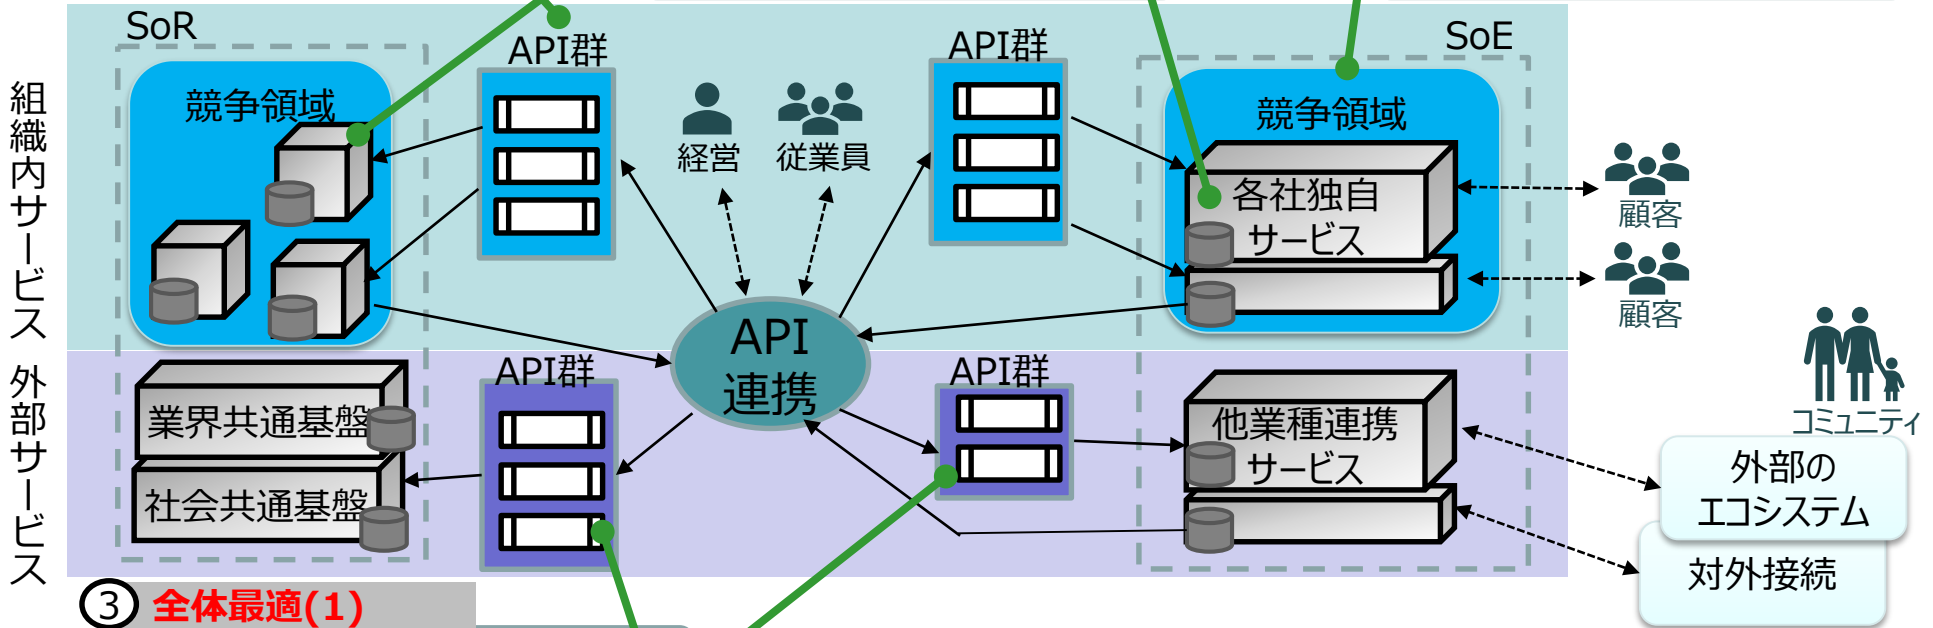 SoR
SoE
API群
API群
競争領域
競争領域
経営
従業員
各社独自
サービス
顧客
顧客
組織内サービス
API
連携
コミュニティ
外部サービス
API群
API群
業界共通基盤
社会共通基盤
他業種連携
サービス
外部の
エコシステム
対外接続
3 全体最適(1)